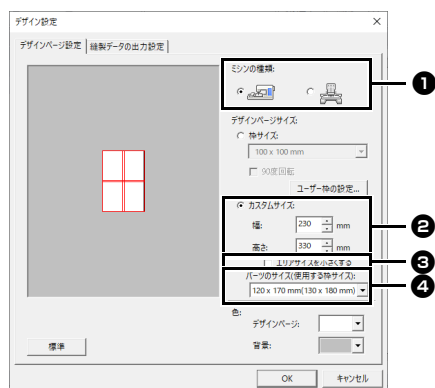 デザイン設定
デザインページ設定 縫製データの出力設定
ミシンの種類:
デザインページサイズ:
枠サイズ:
100 x 100 mm
90度回転
ユーザー枠の設定...
カスタムサイズ:
幅: 230 mm
高さ: 330 mm
エリアサイズを小さくする
パーツのサイズ(使用する枠サイズ):
120 x 170 mm(130 x 180 mm)
色:
デザインページ:
背景:
標準
OK キャンセル
1
2
3
4